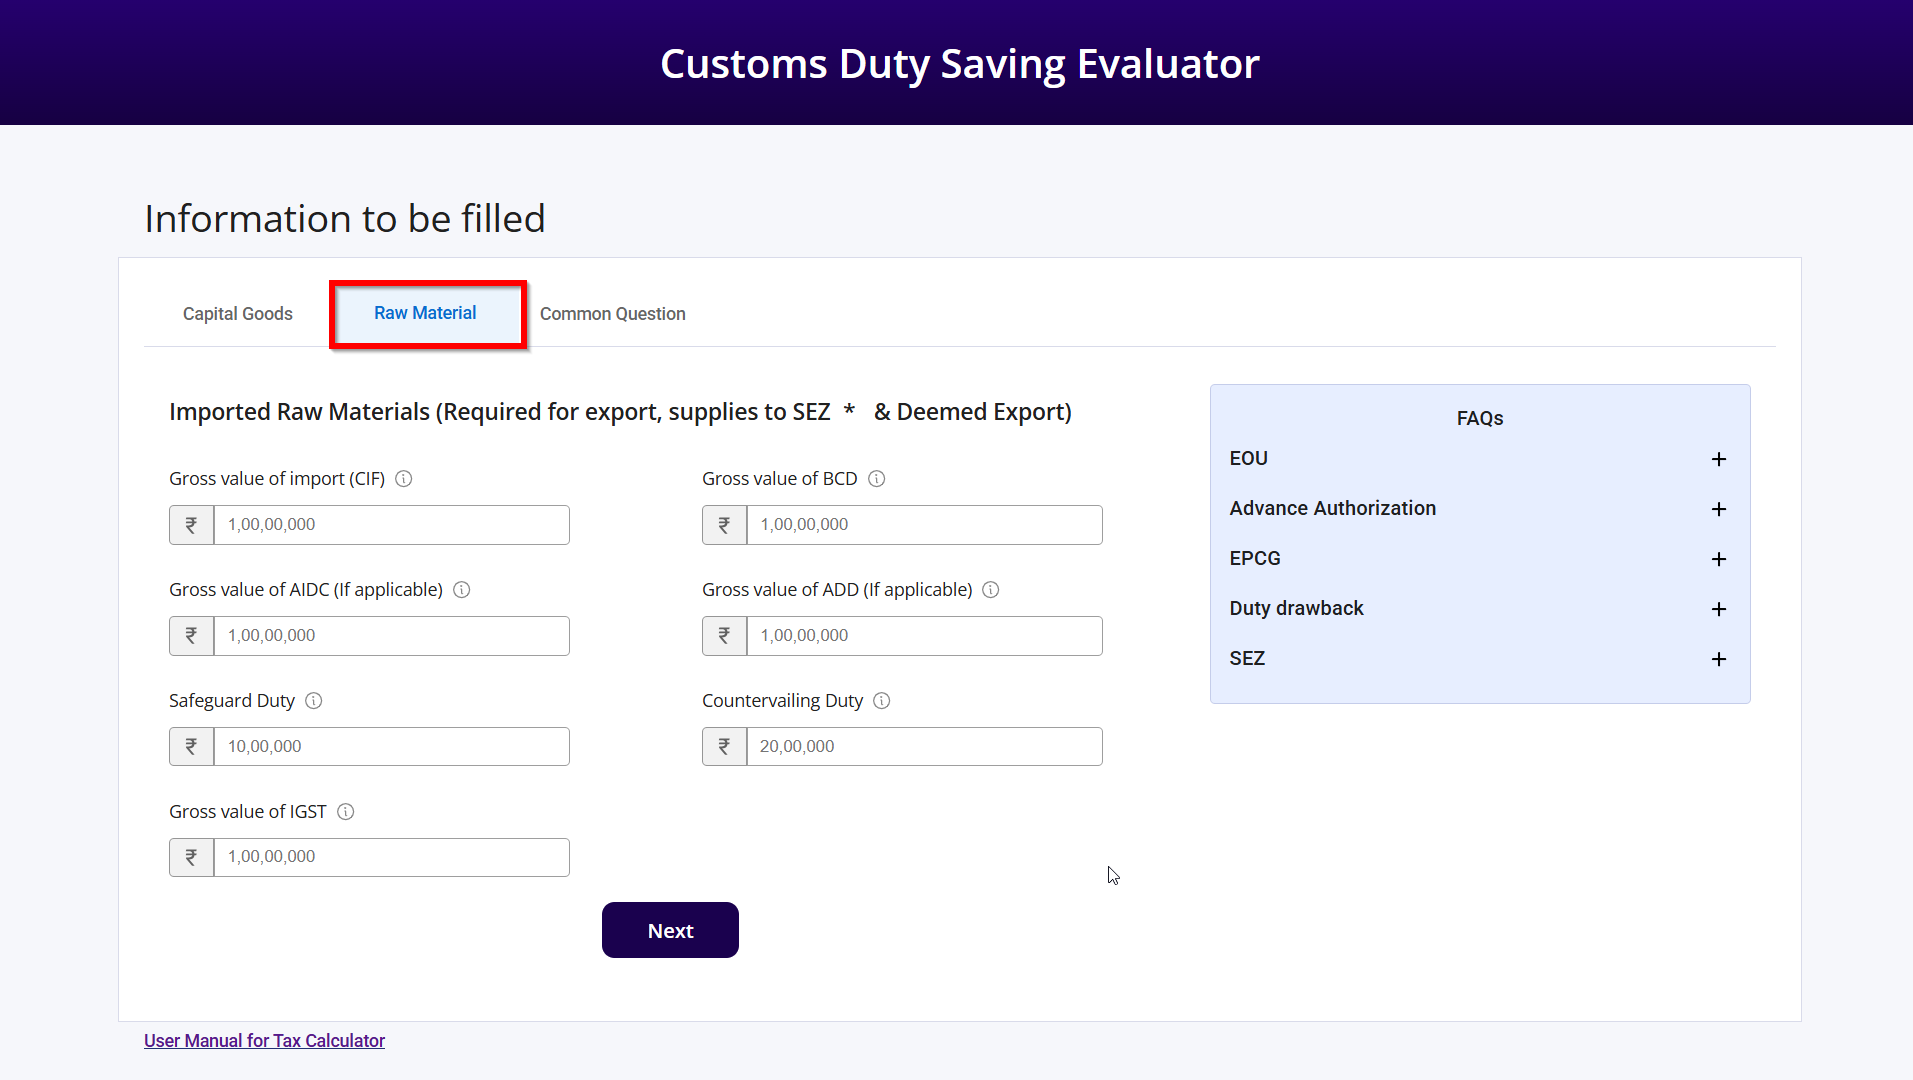 Customs Duty Saving Evaluator
Information to be filled
Capital Goods
Raw Material
Common Question
Imported Raw Materials (Required for export, supplies to SEZ * & Deemed Export)
Gross value of import (CIF)
₹ 1,00,00,000
Gross value of BCD
₹ 1,00,00,000
Gross value of AIDC (If applicable)
₹ 1,00,00,000
Gross value of ADD (If applicable)
₹ 1,00,00,000
Safeguard Duty
₹ 10,00,000
Countervailing Duty
₹ 20,00,000
Gross value of IGST
₹ 1,00,00,000
Next
FAQs
EOU +
Advance Authorization +
EPCG +
Duty drawback +
SEZ +
User Manual for Tax Calculator